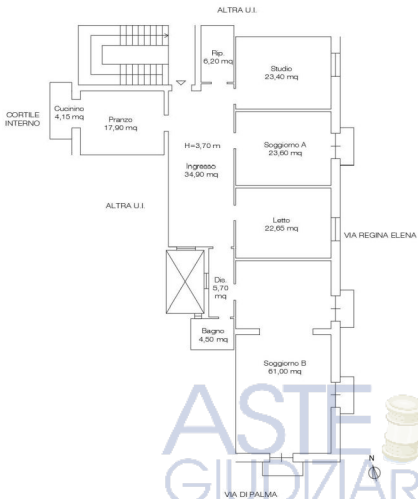 ALTRA U.I.
Rip.
6,20 mq
Studio
23,40 mq
Cucinino
4,15 mq
CORTILE
INTERNO
Pranzo
17,90 mq
H=3,70 m
Ingresso
34,90 mq
Soggiorno A
23,60 mq
ALTRA U.I.
Letto
22,65 mq
VIA REGINA ELENA
Dis.
5,70
mq
Bagno
4,50 mq
Soggiorno B
61,00 mq
ASTE
GIUDIZIAR
N
VIA DI PALMA